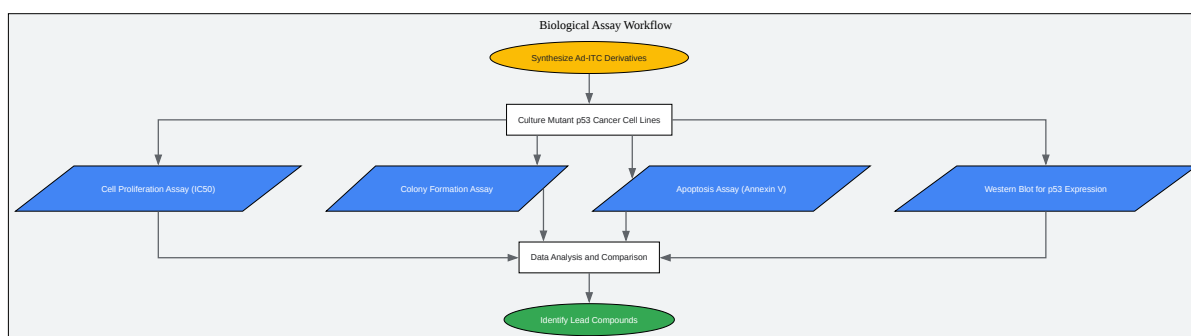 Biological Assay Workflow
Synthesize Ad-ITC Derivatives
Culture Mutant p53 Cancer Cell Lines
Cell Proliferation Assay (IC50)
Colony Formation Assay
Apoptosis Assay (Annexin V)
Western Blot for p53 Expression
Data Analysis and Comparison
Identify Lead Compounds